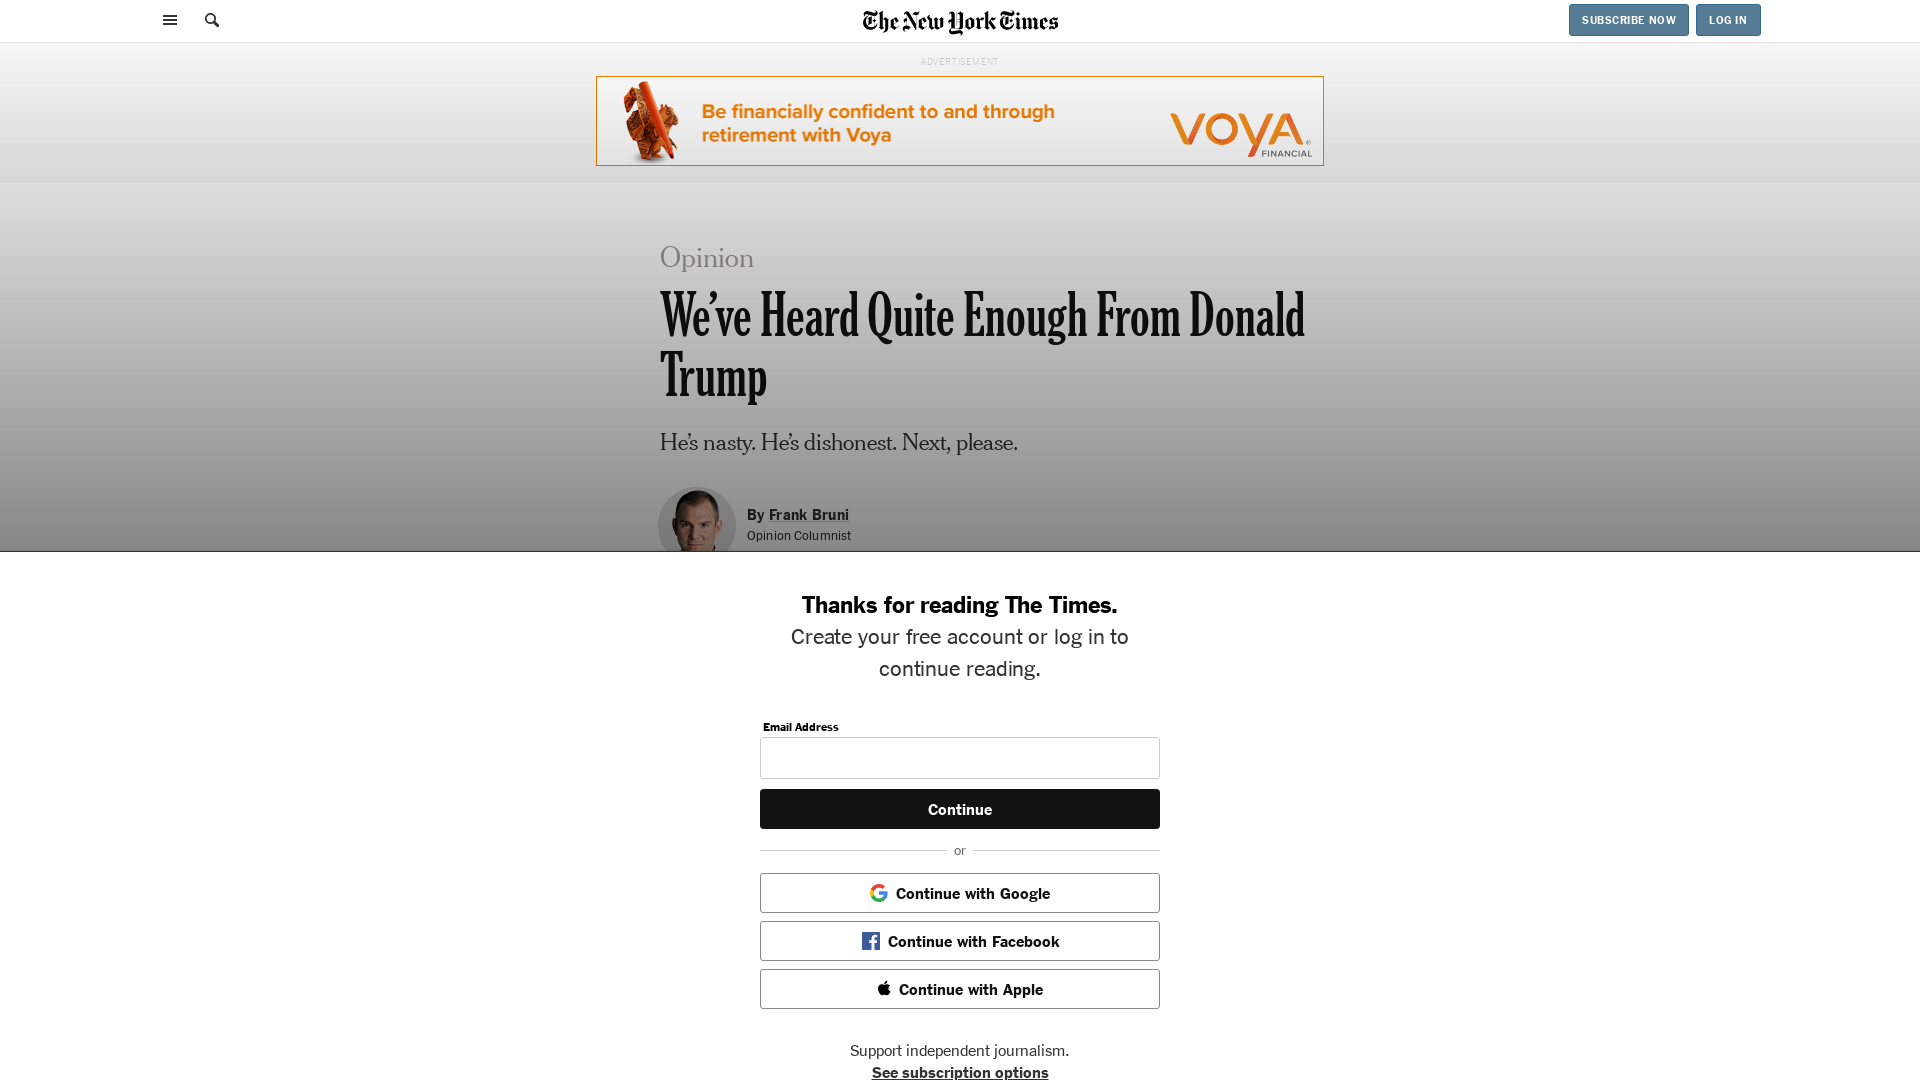 The New York Times
SUBSCRIBE NOW
LOG IN
ADVERTISEMENT
Be financially confident to and through
retirement with Voya
VOYA®
FINANCIAL
Opinion
We’ve Heard Quite Enough From Donald
Trump
He’s nasty. He’s dishonest. Next, please.
By Frank Bruni
Opinion Columnist
Thanks for reading The Times.
Create your free account or log in to
continue reading.
Email Address
Continue
or
Continue with Google
Continue with Facebook
Continue with Apple
Support independent journalism.
See subscription options